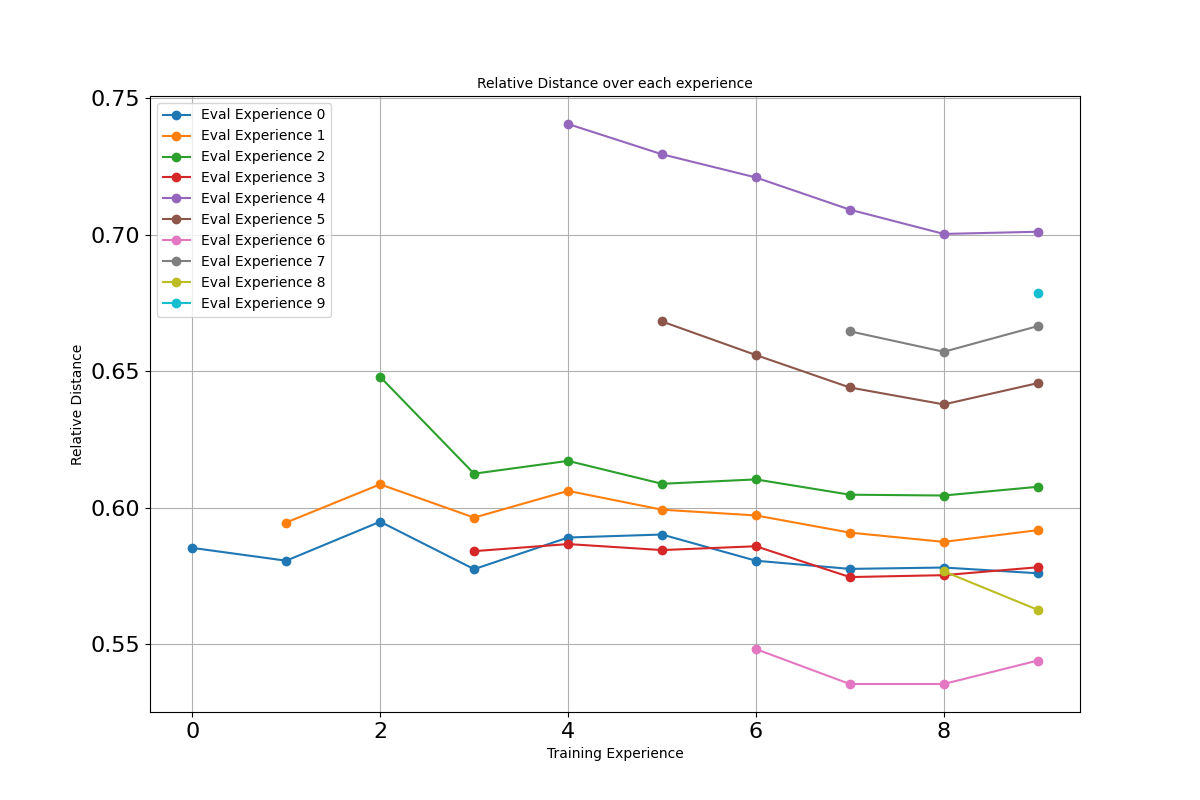 Relative Distance over each experience
0.75
0.70
0.65
0.60
0.55
Relative Distance
Eval Experience 0
Eval Experience 1
Eval Experience 2
Eval Experience 3
Eval Experience 4
Eval Experience 5
Eval Experience 6
Eval Experience 7
Eval Experience 8
Eval Experience 9
0 2 4 6 8
Training Experience